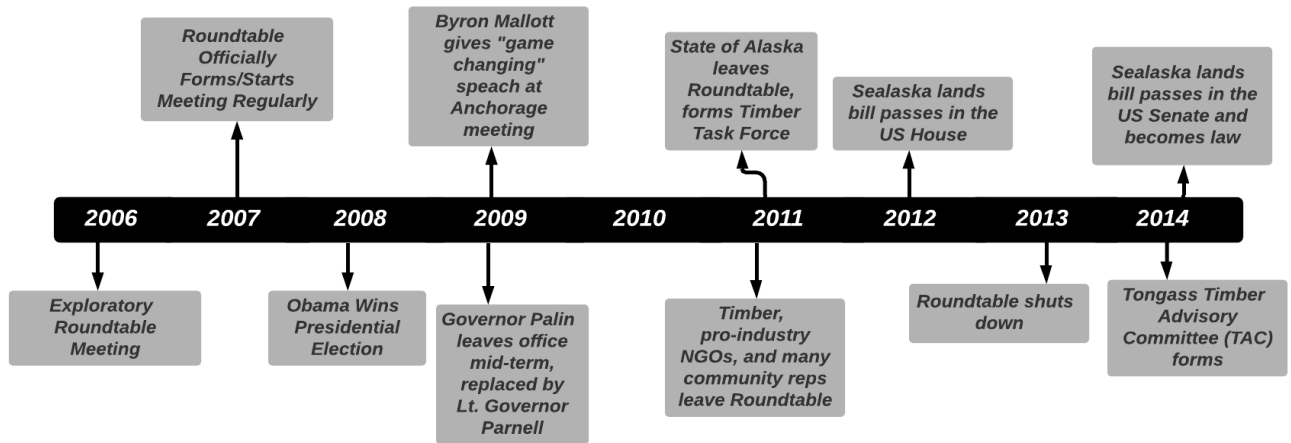 Roundtable
Officially
Forms/Starts
Meeting Regularly
Byron Mallott
gives "game
changing"
speach at
Anchorage
meeting
State of Alaska
leaves
Roundtable,
forms Timber
Task Force
Sealaska lands
bill passes in the
US House
Sealaska lands
bill passes in the
US Senate and
becomes law
2006 2007 2008 2009 2010 2011 2012 2013 2014
Exploratory
Roundtable
Meeting
Obama Wins
Presidential
Election
Governor Palin
leaves office
mid-term,
replaced by
Lt. Governor
Parnell
Timber,
pro-industry
NGOs, and many
community reps
leave Roundtable
Roundtable shuts
down
Tongass Timber
Advisory
Committee (TAC)
forms